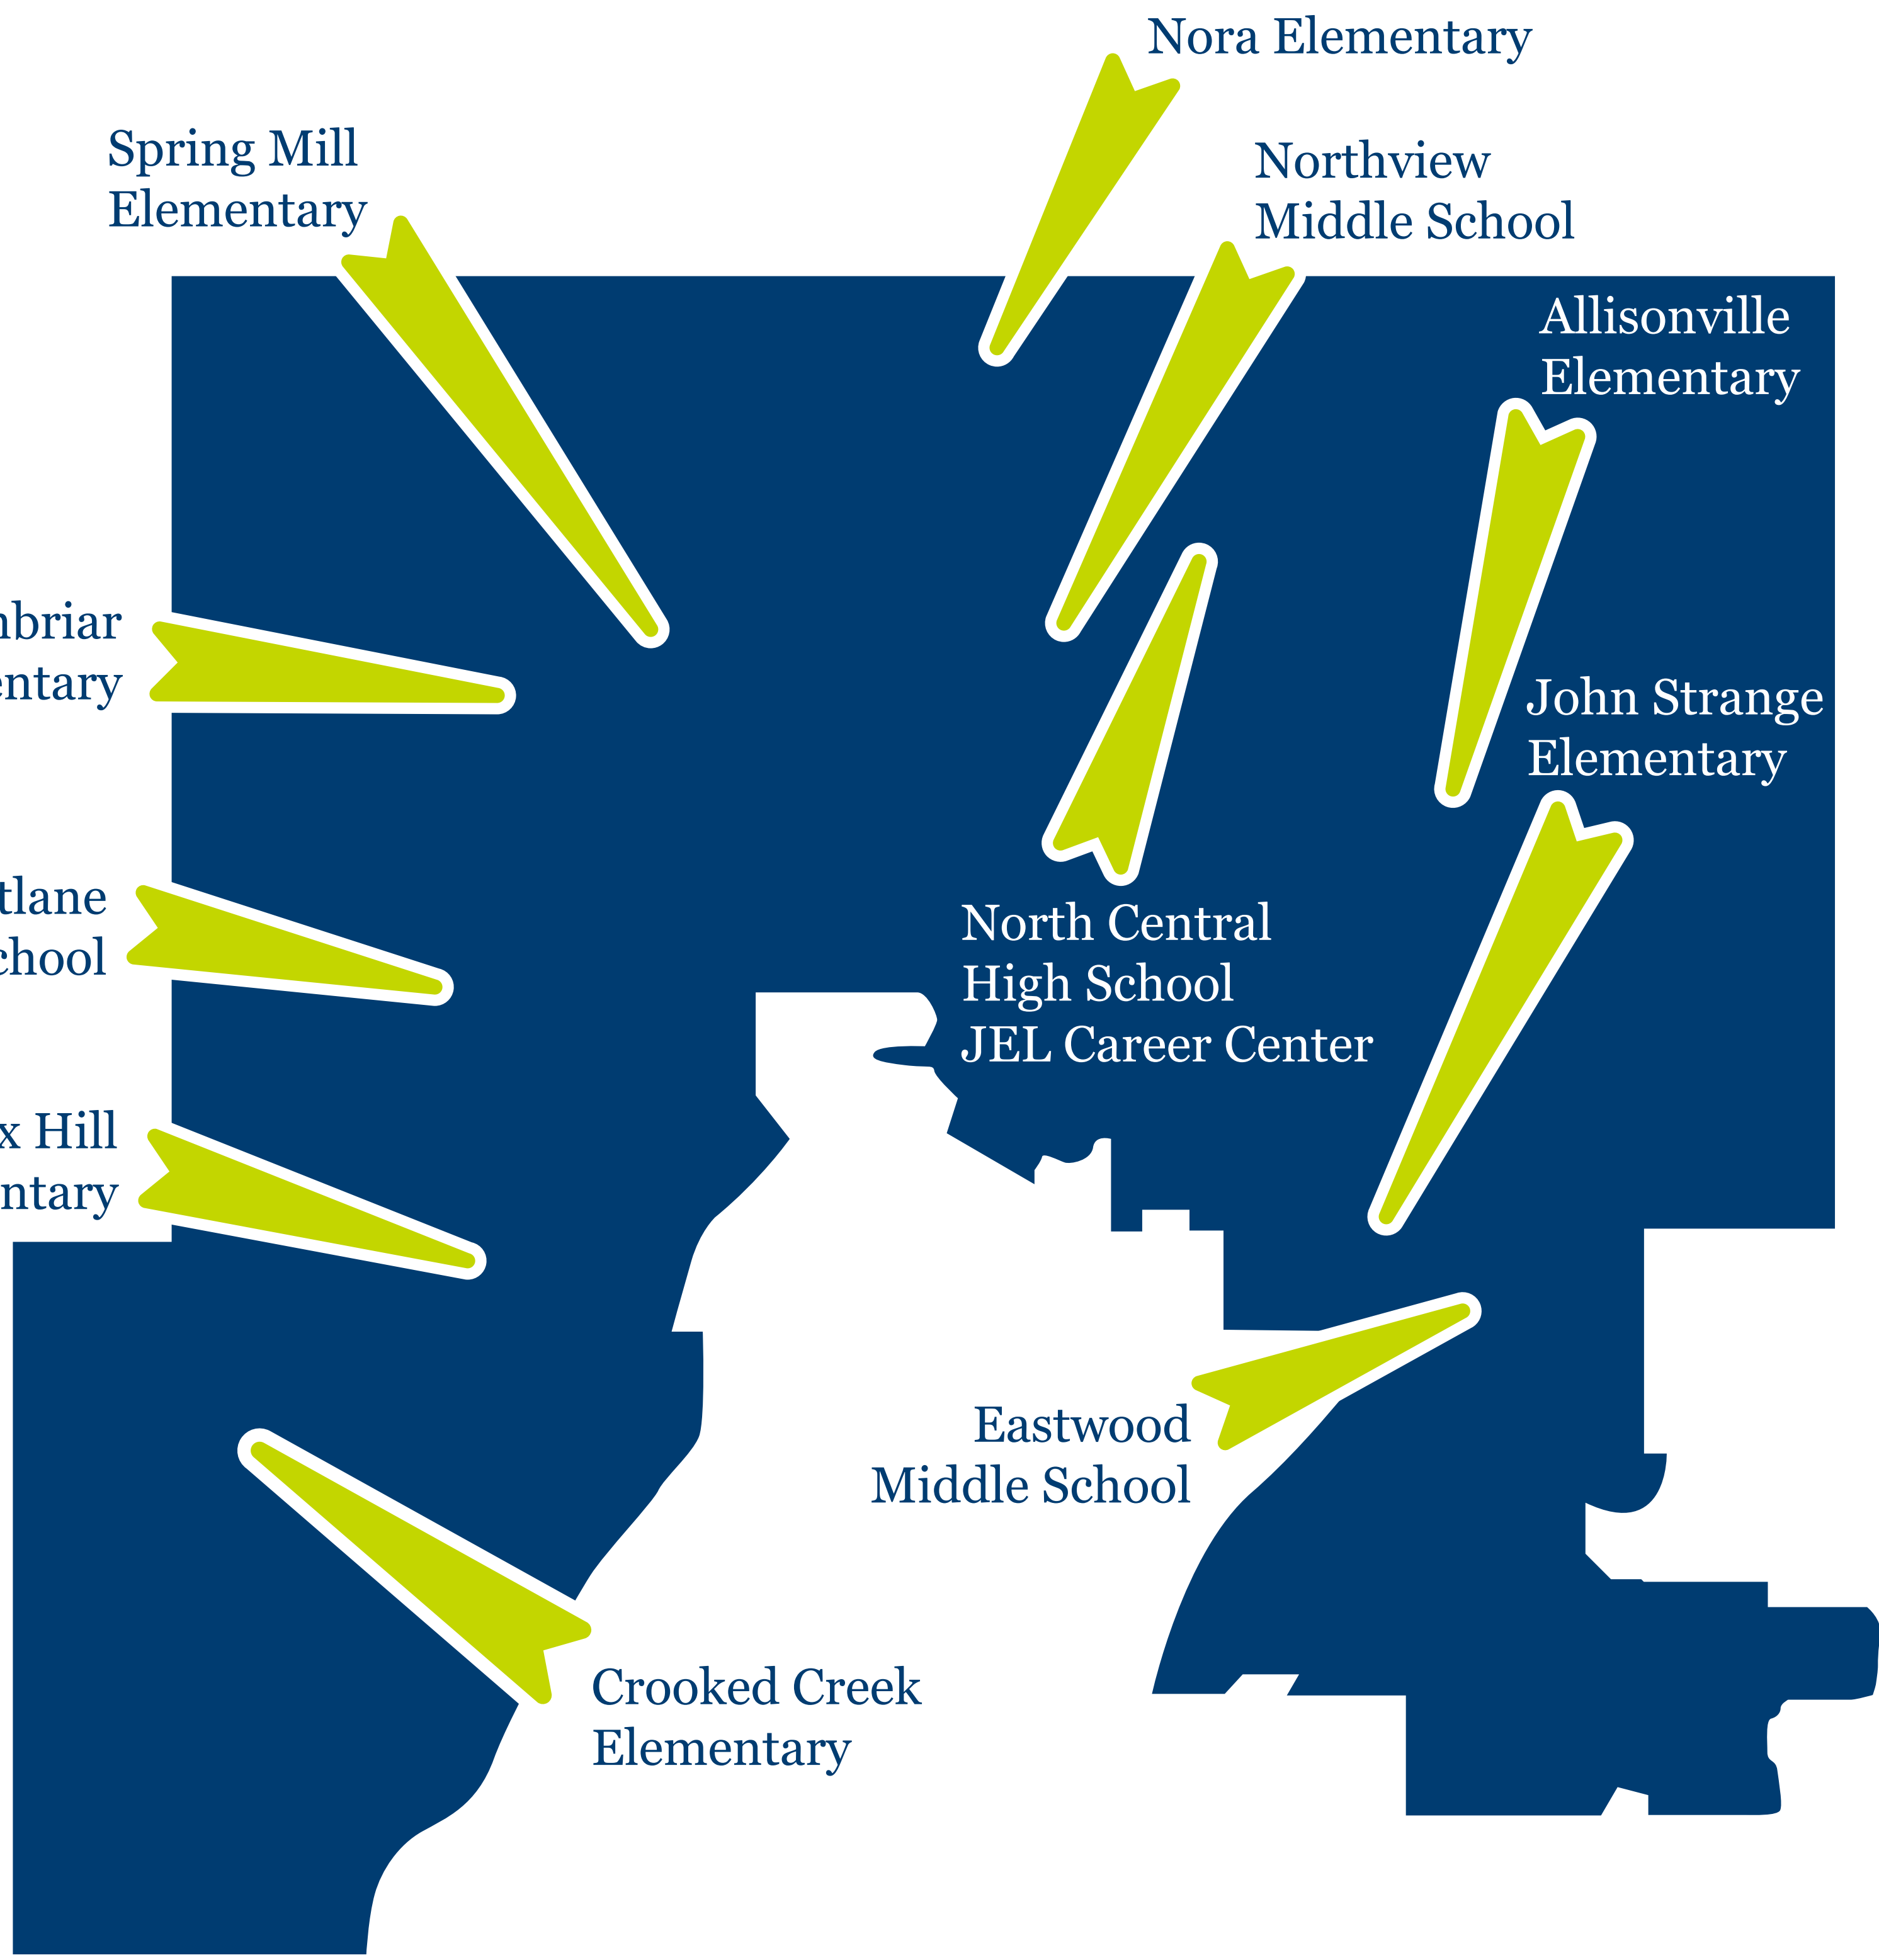 Nora Elementary
Spring Mill
Elementary
Northview
Middle School
Allisonville
Elementary
John Strange
Elementary
North Central
High School
JEL Career Center
Hill
Eastwood
Middle School
Crooked Creek
Elementary